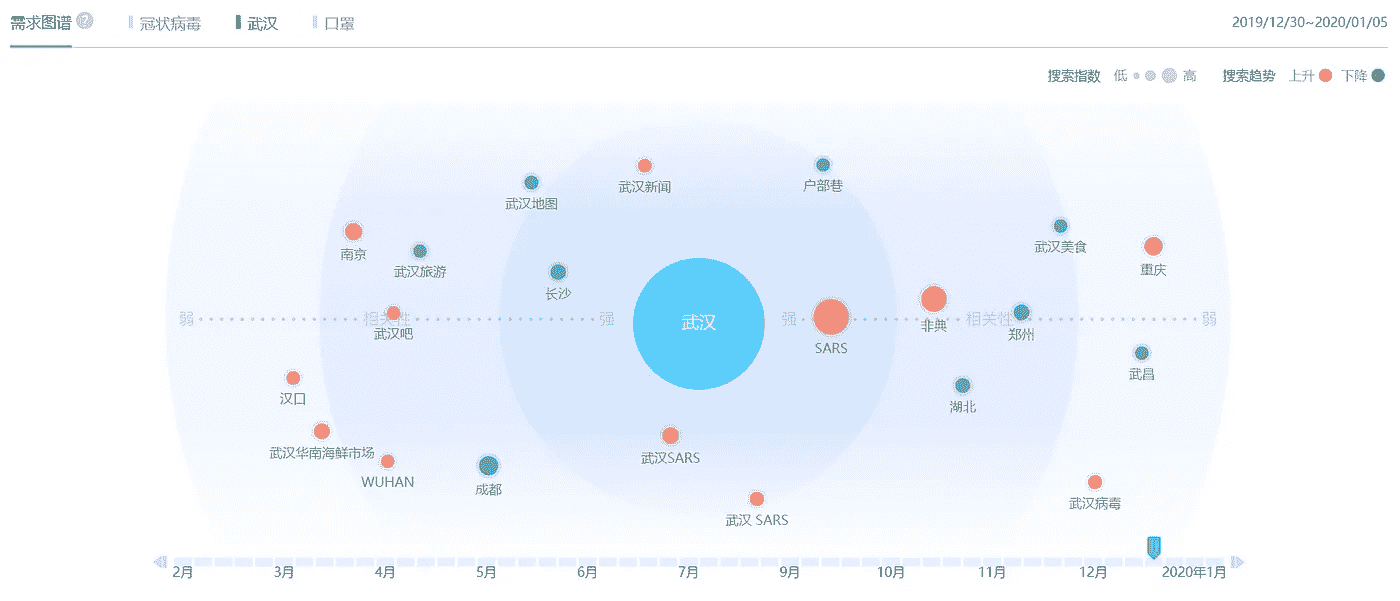 需求图谱 ? 冠状病毒 武汉 口罩 2019/12/30~2020/01/05
搜索指数 低 高 搜索趋势 上升 下降
武汉新闻
户部巷
武汉地图
南京
武汉旅游
武汉美食
重庆
长沙
弱 相关性 强
武汉
强 相关性 弱
武汉吧
SARS
非典
郑州
武昌
汉口
湖北
武汉华南海鲜市场
武汉SARS
WUHAN
成都
武汉病毒
武汉 SARS
2月 3月 4月 5月 6月 7月 8月 9月 10月 11月 12月 2020年1月